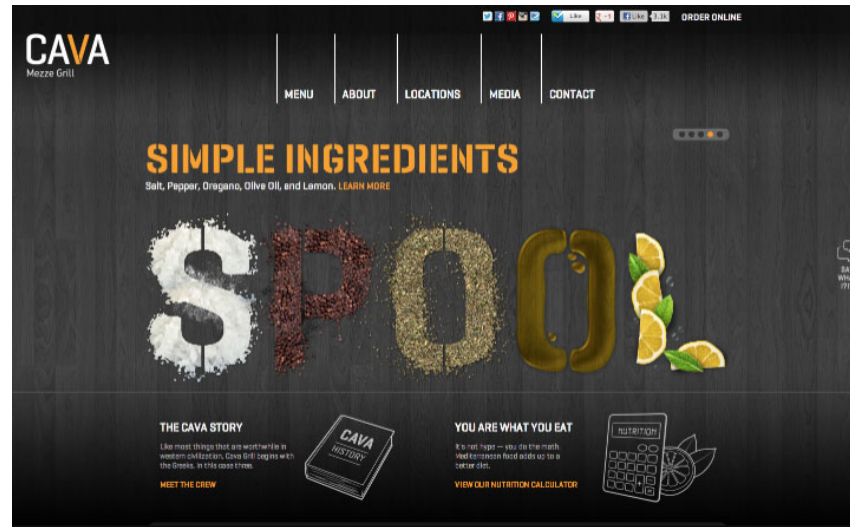 Like
+1
Like
3.1k
ORDER ONLINE
CAVA
Mezze Grill
MENU
ABOUT
LOCATIONS
MEDIA
CONTACT
SIMPLE INGREDIENTS
Salt, Pepper, Oregano, Olive Oil, and Lemon. LEARN MORE
SPOOL
THE CAVA STORY
Like most things that are worthwhile in
western civilization, Cava Grill begins with
the Greeks. In this case three.
MEET THE CREW
CAVA
HISTORY
YOU ARE WHAT YOU EAT
It's not hype — you do the math.
Mediterranean food adds up to a
better diet.
VIEW OUR NUTRITION CALCULATOR
NUTRITION